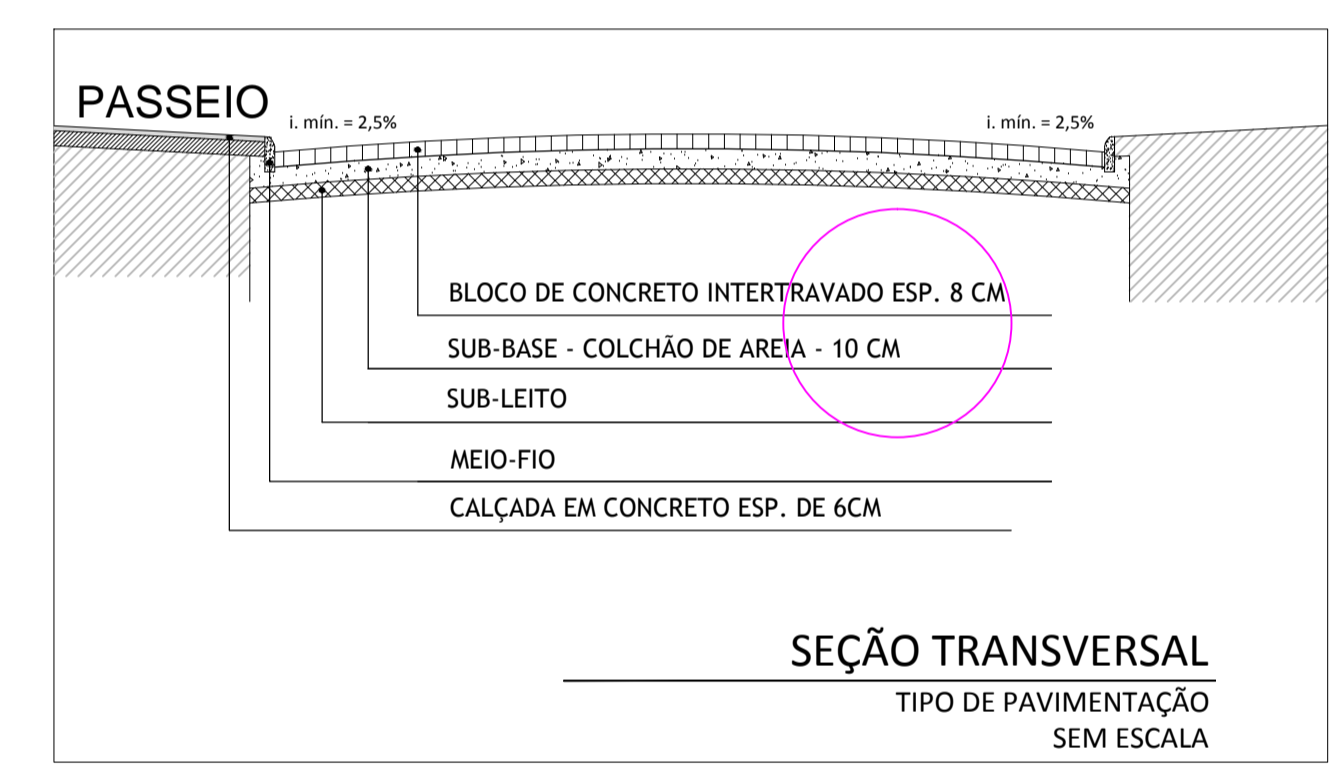 PASSEIO
i. mín. = 2,5%
i. mín. = 2,5%
BLOCO DE CONCRETO INTERTRAVADO ESP. 8 CM
SUB-BASE - COLCHÃO DE AREIA - 10 CM
SUB-LEITO
MEIO-FIO
CALÇADA EM CONCRETO ESP. DE 6CM
SEÇÃO TRANSVERSAL
TIPO DE PAVIMENTAÇÃO
SEM ESCALA